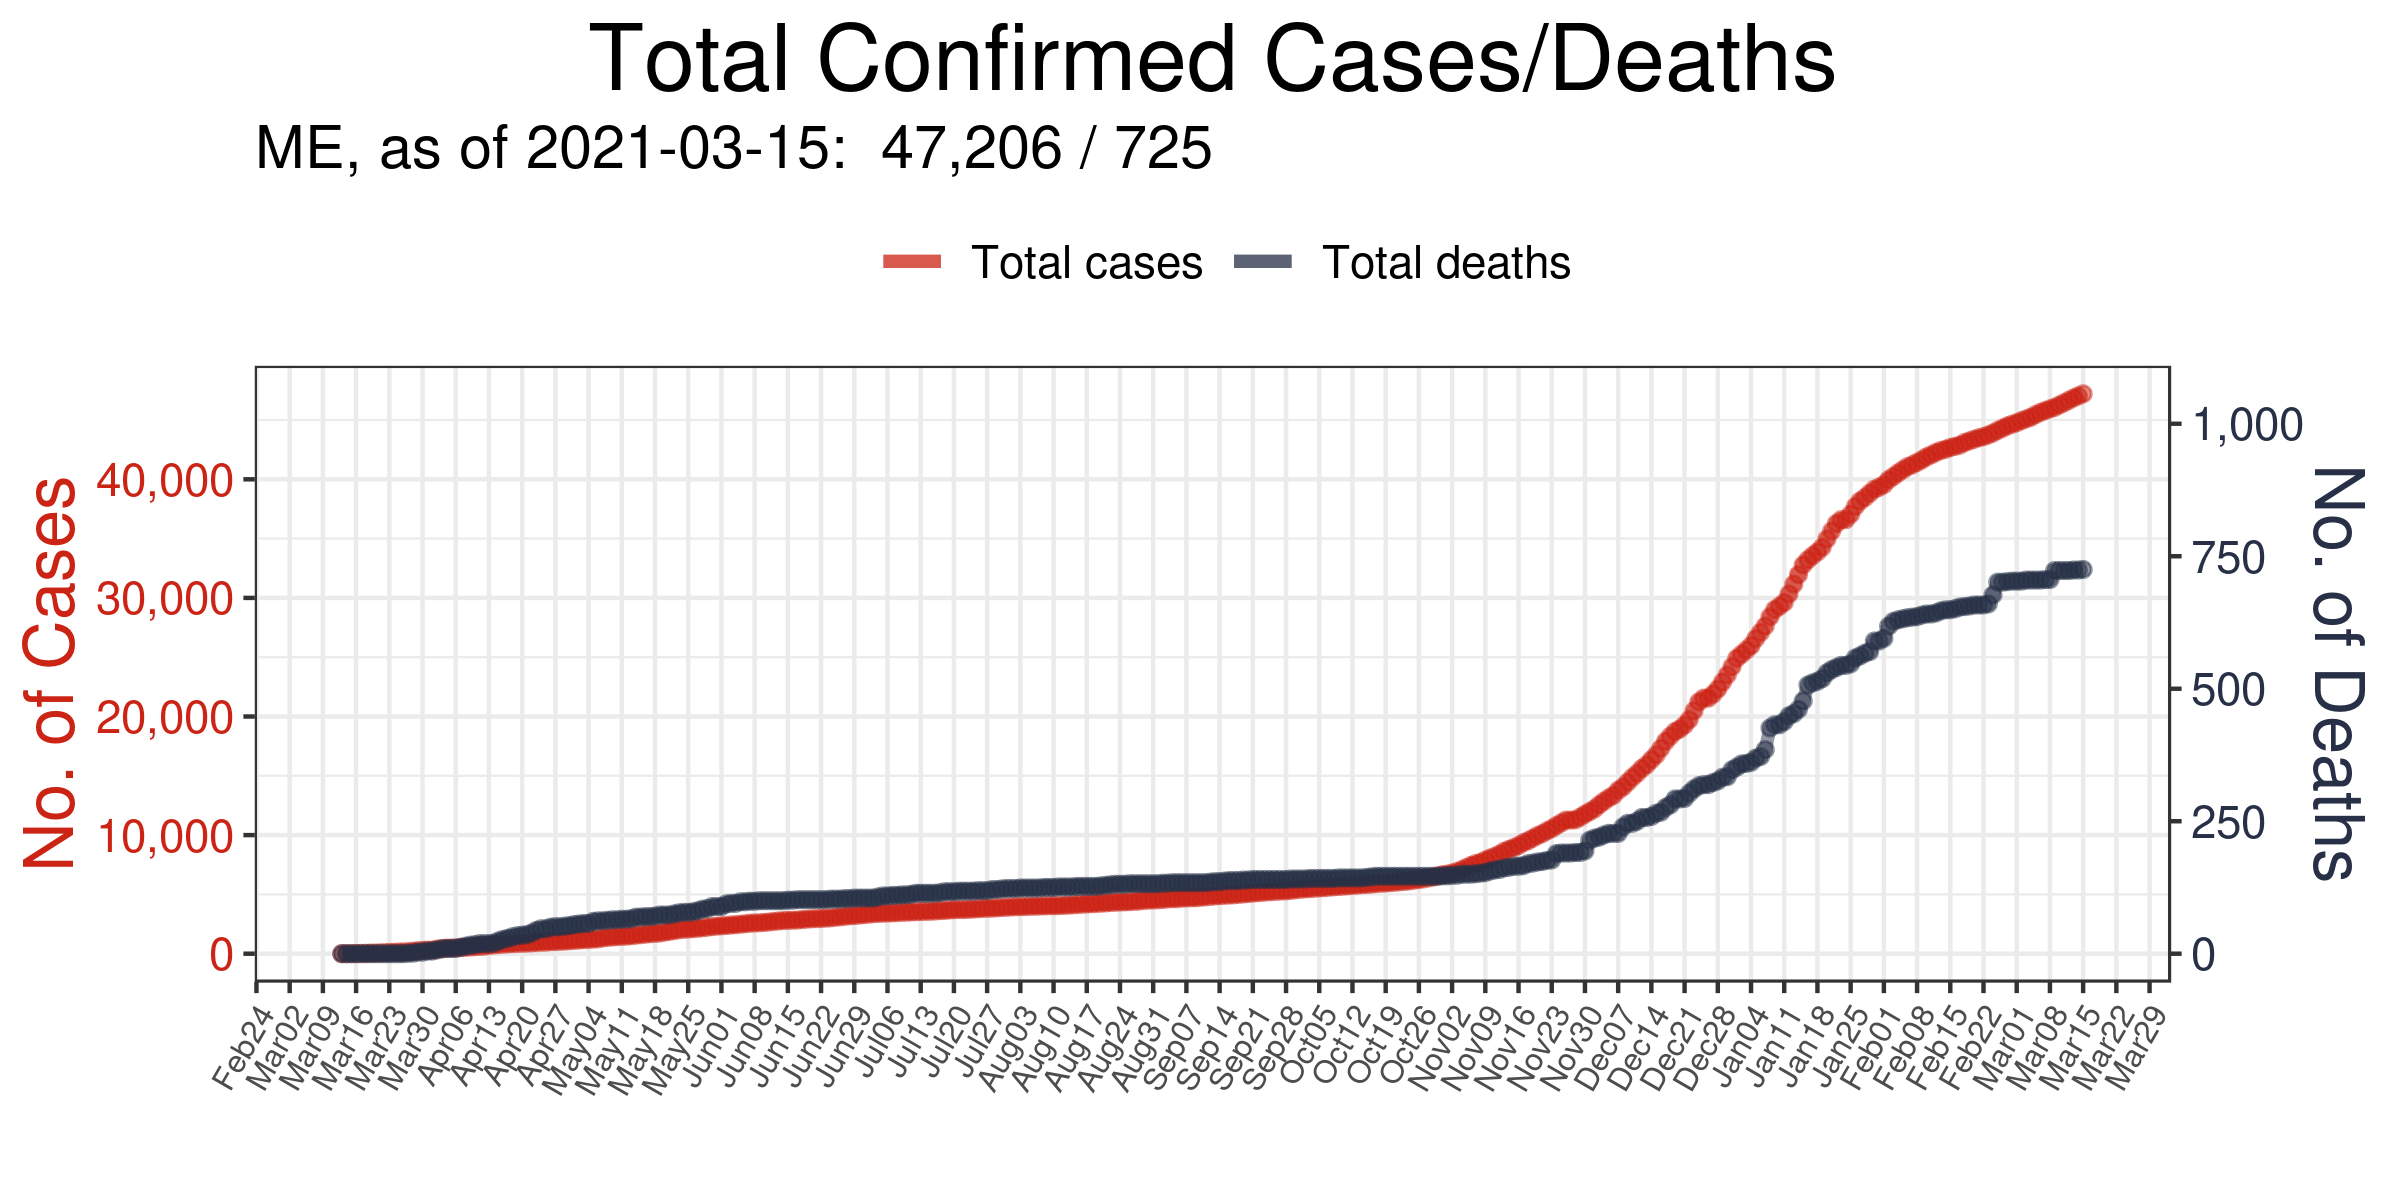 Total Confirmed Cases/Deaths
ME, as of 2021-03-15:  47,206 / 725
Total cases
Total deaths
No. of Cases
40,000
30,000
20,000
10,000
0
1,000
750
500
250
0
No. of Deaths
Feb24
Mar02
Mar09
Mar16
Mar23
Mar30
Apr06
Apr13
Apr20
Apr27
May04
May11
May18
May25
Jun01
Jun08
Jun15
Jun22
Jun29
Jul06
Jul13
Jul20
Jul27
Aug03
Aug10
Aug17
Aug24
Aug31
Sep07
Sep14
Sep21
Sep28
Oct05
Oct12
Oct19
Oct26
Nov02
Nov09
Nov16
Nov23
Nov30
Dec07
Dec14
Dec21
Dec28
Jan04
Jan11
Jan18
Jan25
Feb01
Feb08
Feb15
Feb22
Mar01
Mar08
Mar15
Mar22
Mar29